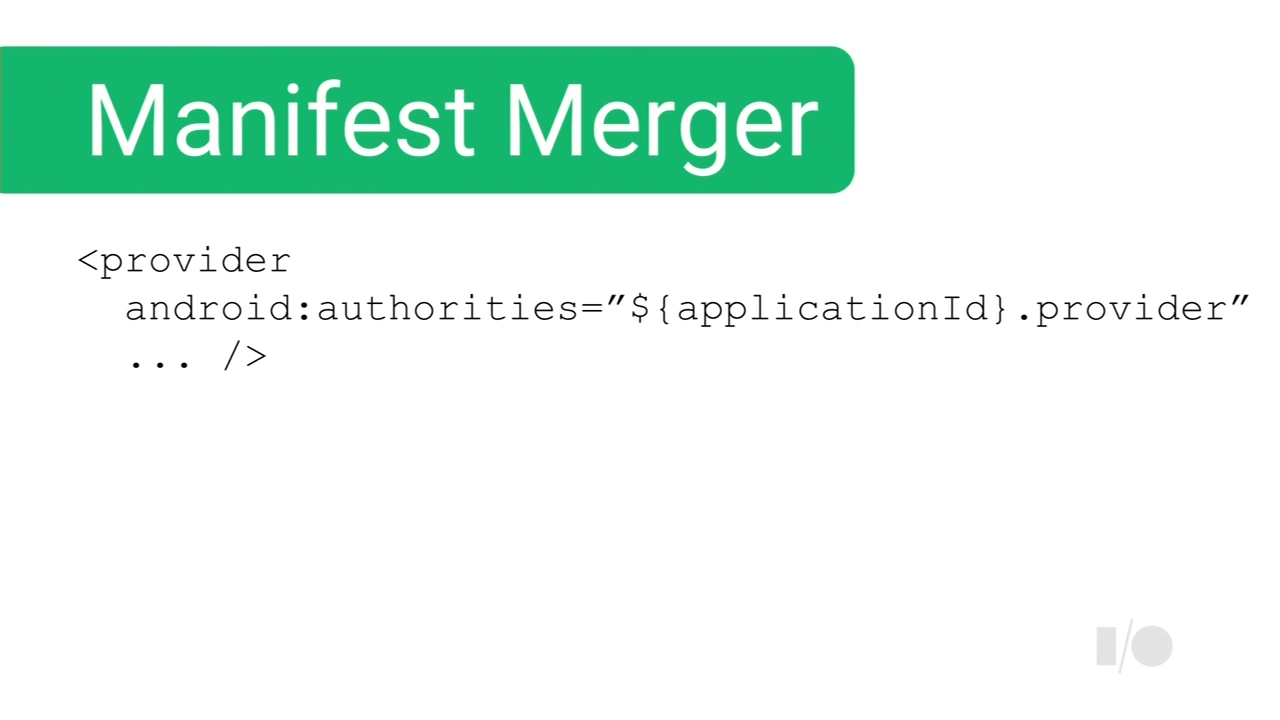 Manifest Merger
<provider
android:authorities=”${applicationId}.provider”
... />
I/O